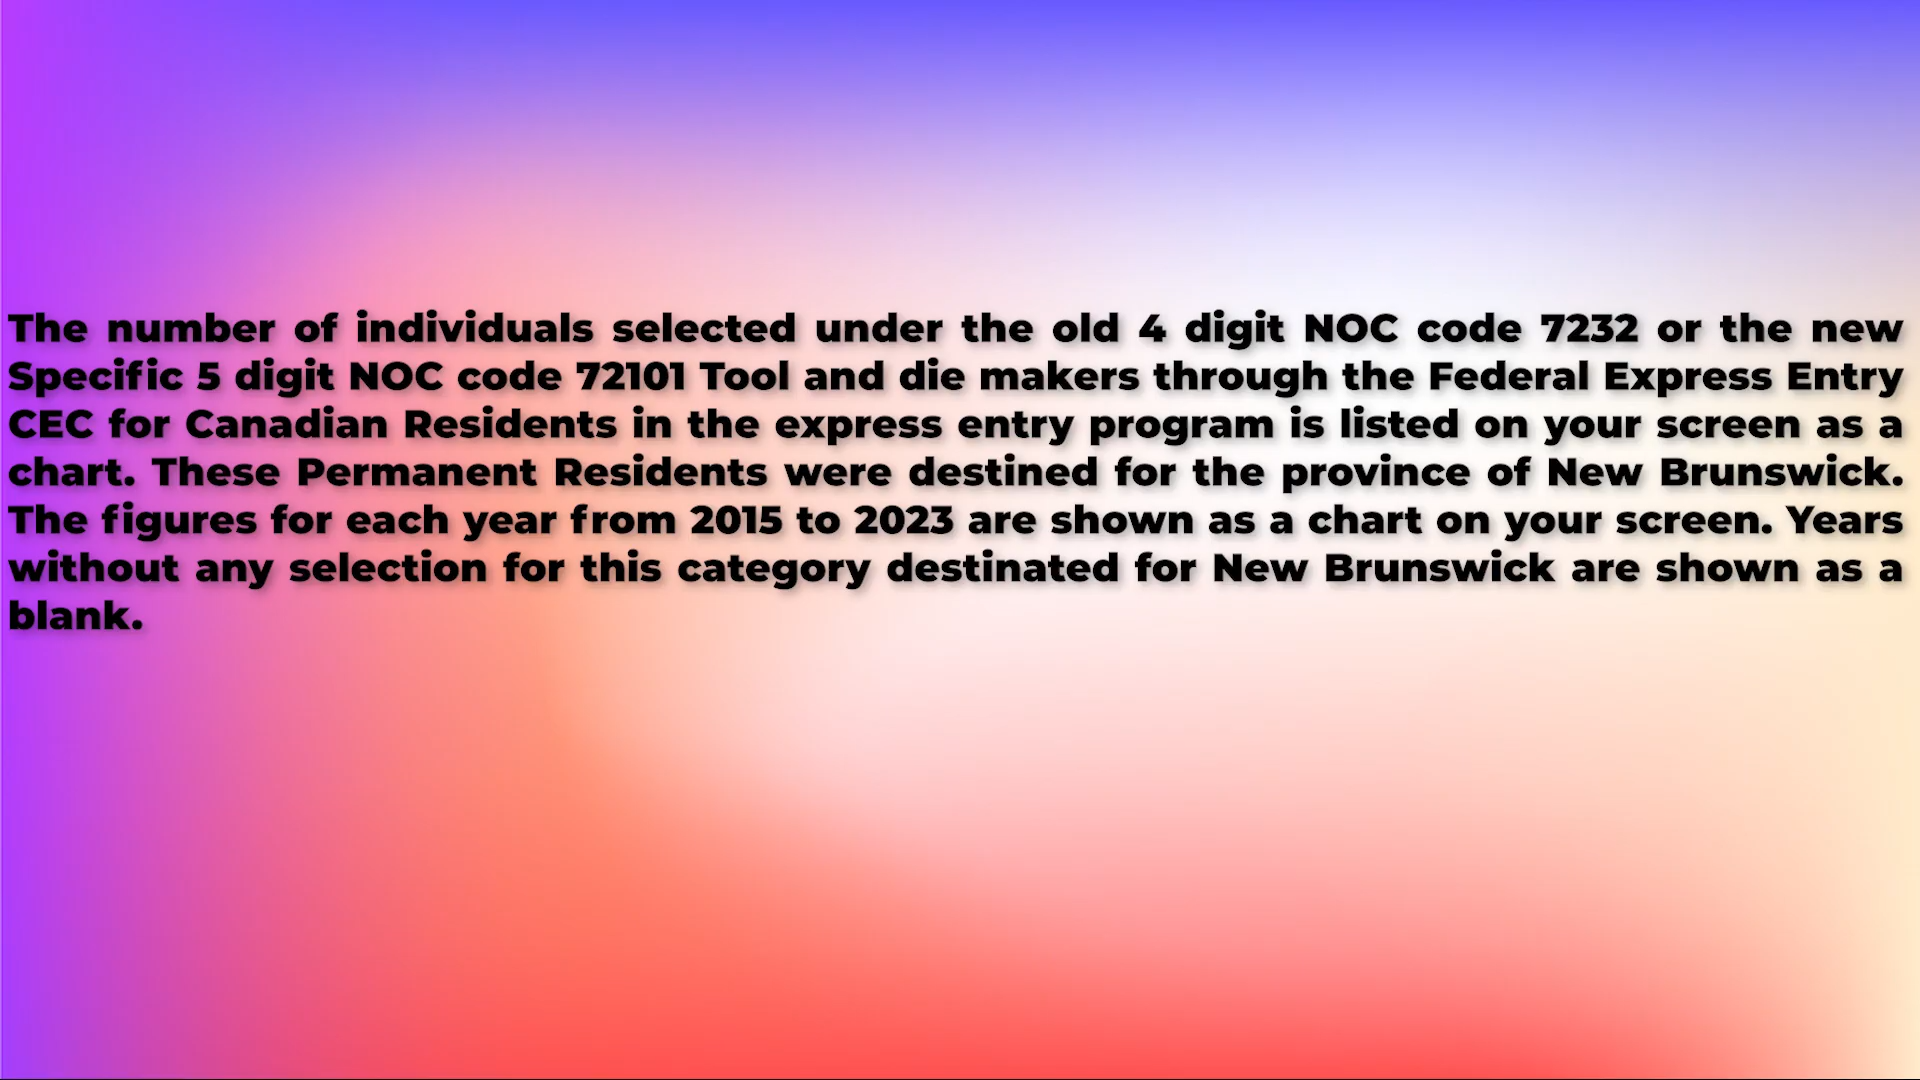 The number of individuals selected under the old 4 digit NOC code 7232 or the new
Specific 5 digit NOC code 72101 Tool and die makers through the Federal Express Entry
CEC for Canadian Residents in the express entry program is listed on your screen as a
chart. These Permanent Residents were destined for the province of New Brunswick.
The figures for each year from 2015 to 2023 are shown as a chart on your screen. Years
without any selection for this category destinated for New Brunswick are shown as a
blank.